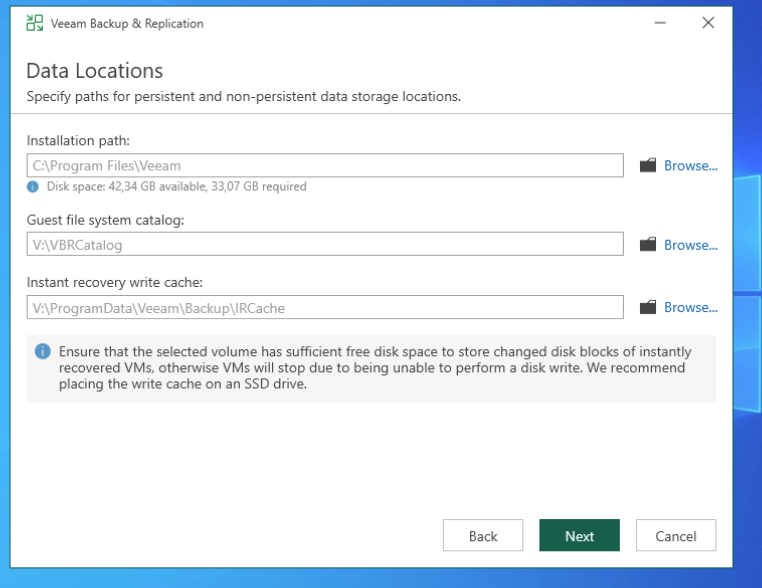 Veeam Backup & Replication
Data Locations
Specify paths for persistent and non-persistent data storage locations.
Installation path:
C:\Program Files\Veeam
Browse...
Disk space: 42,34 GB available, 33,07 GB required
Guest file system catalog:
V:\VBRCatalog
Browse...
Instant recovery write cache:
V:\ProgramData\Veeam\Backup\IRCache
Browse...
Ensure that the selected volume has sufficient free disk space to store changed disk blocks of instantly
recovered VMs, otherwise VMs will stop due to being unable to perform a disk write. We recommend
placing the write cache on an SSD drive.
Back
Next
Cancel